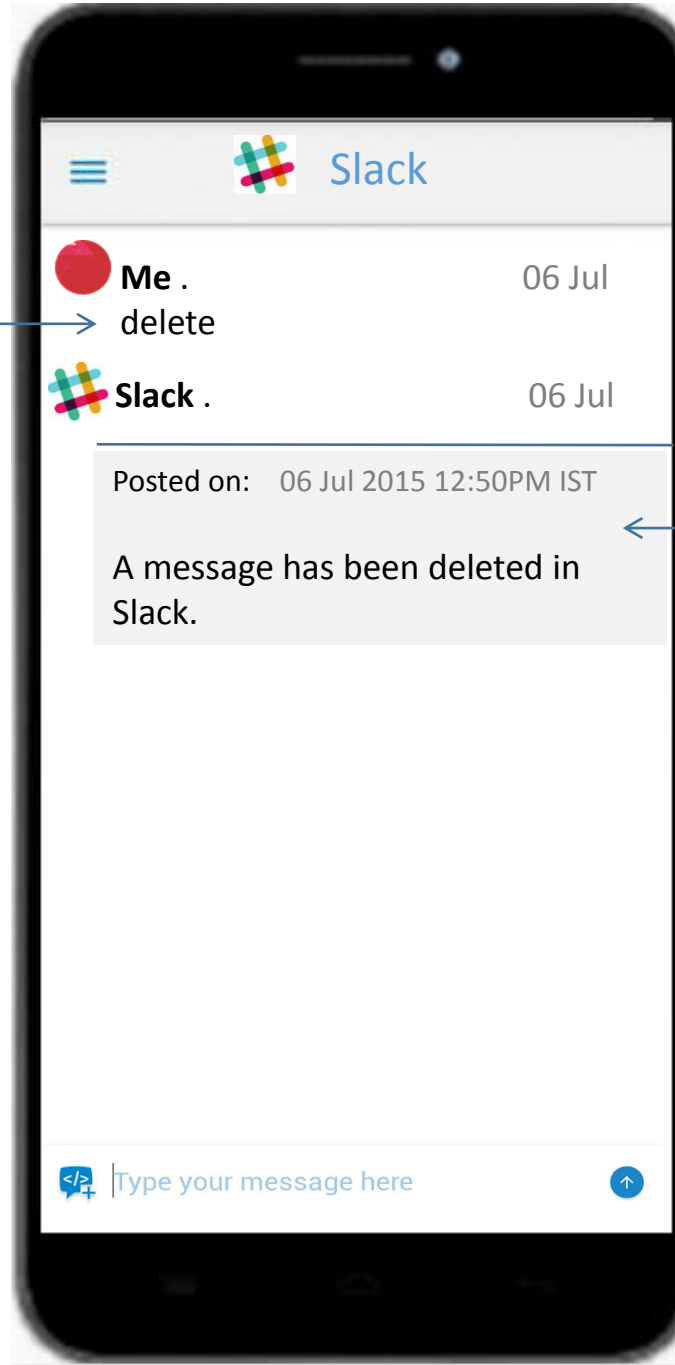 Slack
Me . 06 Jul
delete
Slack . 06 Jul
Posted on: 06 Jul 2015 12:50PM IST
A message has been deleted in
Slack.
</> Type your message here